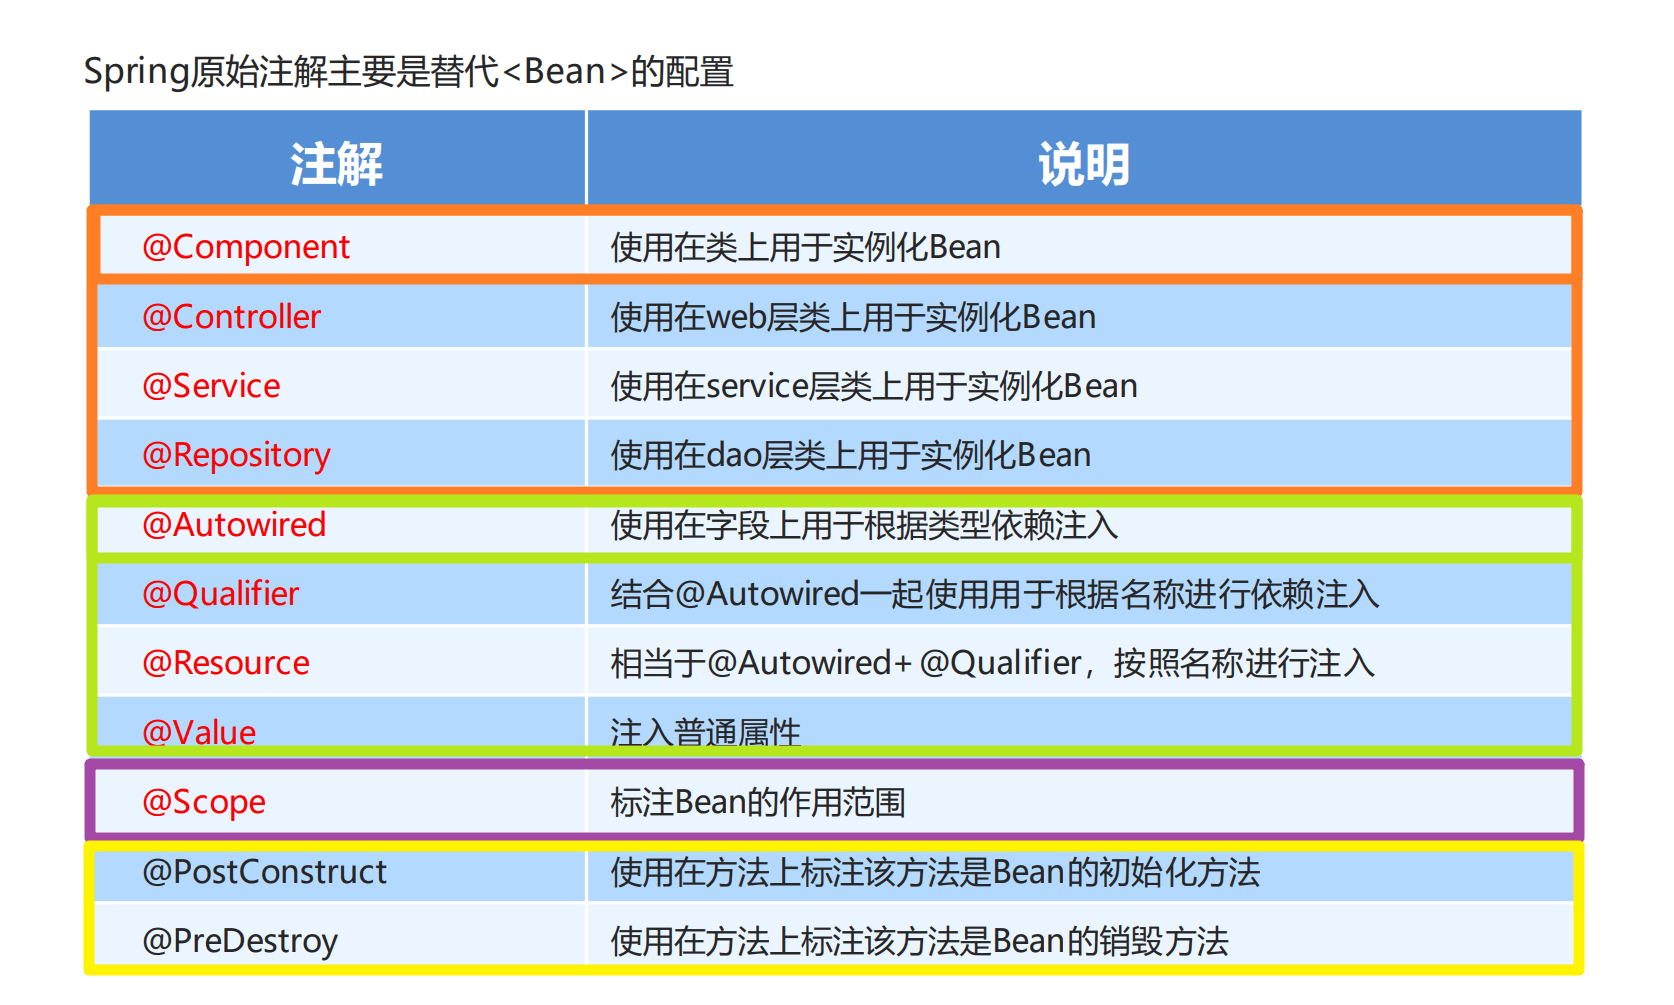 Spring原始注解主要是替代<Bean>的配置
注解 说明
@Component 使用在类上用于实例化Bean
@Controller 使用在web层类上用于实例化Bean
@Service 使用在service层类上用于实例化Bean
@Repository 使用在dao层类上用于实例化Bean
@Autowired 使用在字段上用于根据类型依赖注入
@Qualifier 结合@Autowired一起使用用于根据名称进行依赖注入
@Resource 相当于@Autowired+ @Qualifier，按照名称进行注入
@Value 注入普通属性
@Scope 标注Bean的作用范围
@PostConstruct 使用在方法上标注该方法是Bean的初始化方法
@PreDestroy 使用在方法上标注该方法是Bean的销毁方法